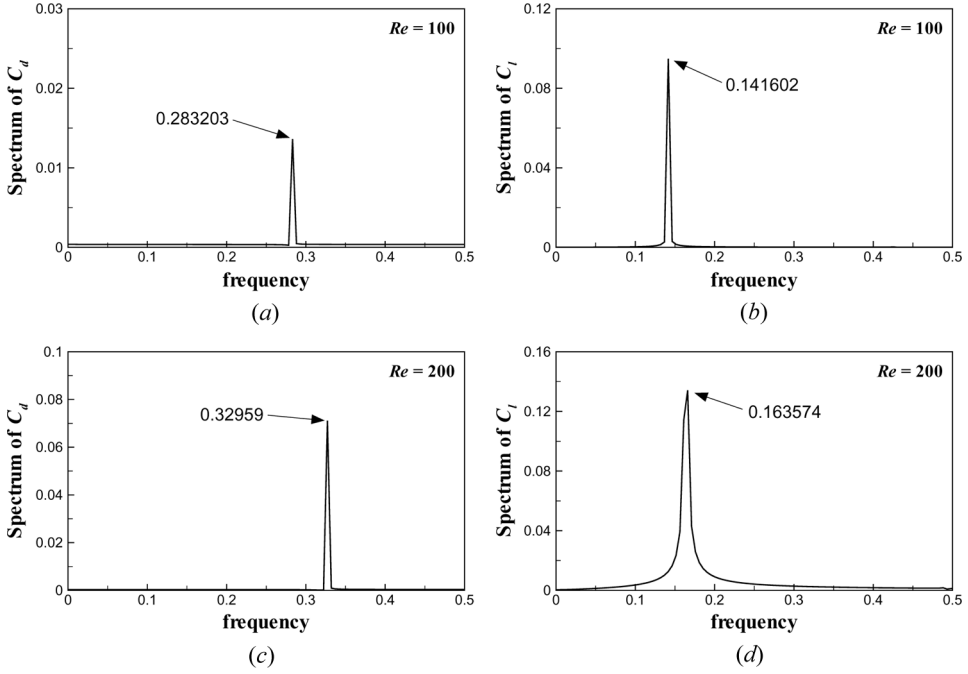 0.03
0.02
0.01
0
Spectrum of Cd
Re = 100
0.283203
0 0.1 0.2 0.3 0.4 0.5
frequency
(a)
0.12
0.08
0.04
0
Spectrum of Cl
Re = 100
0.141602
0 0.1 0.2 0.3 0.4 0.5
frequency
(b)
0.1
0.08
0.06
0.04
0.02
0
Spectrum of Cd
Re = 200
0.32959
0 0.1 0.2 0.3 0.4 0.5
frequency
(c)
0.16
0.12
0.08
0.04
0
Spectrum of Cl
Re = 200
0.163574
0 0.1 0.2 0.3 0.4 0.5
frequency
(d)